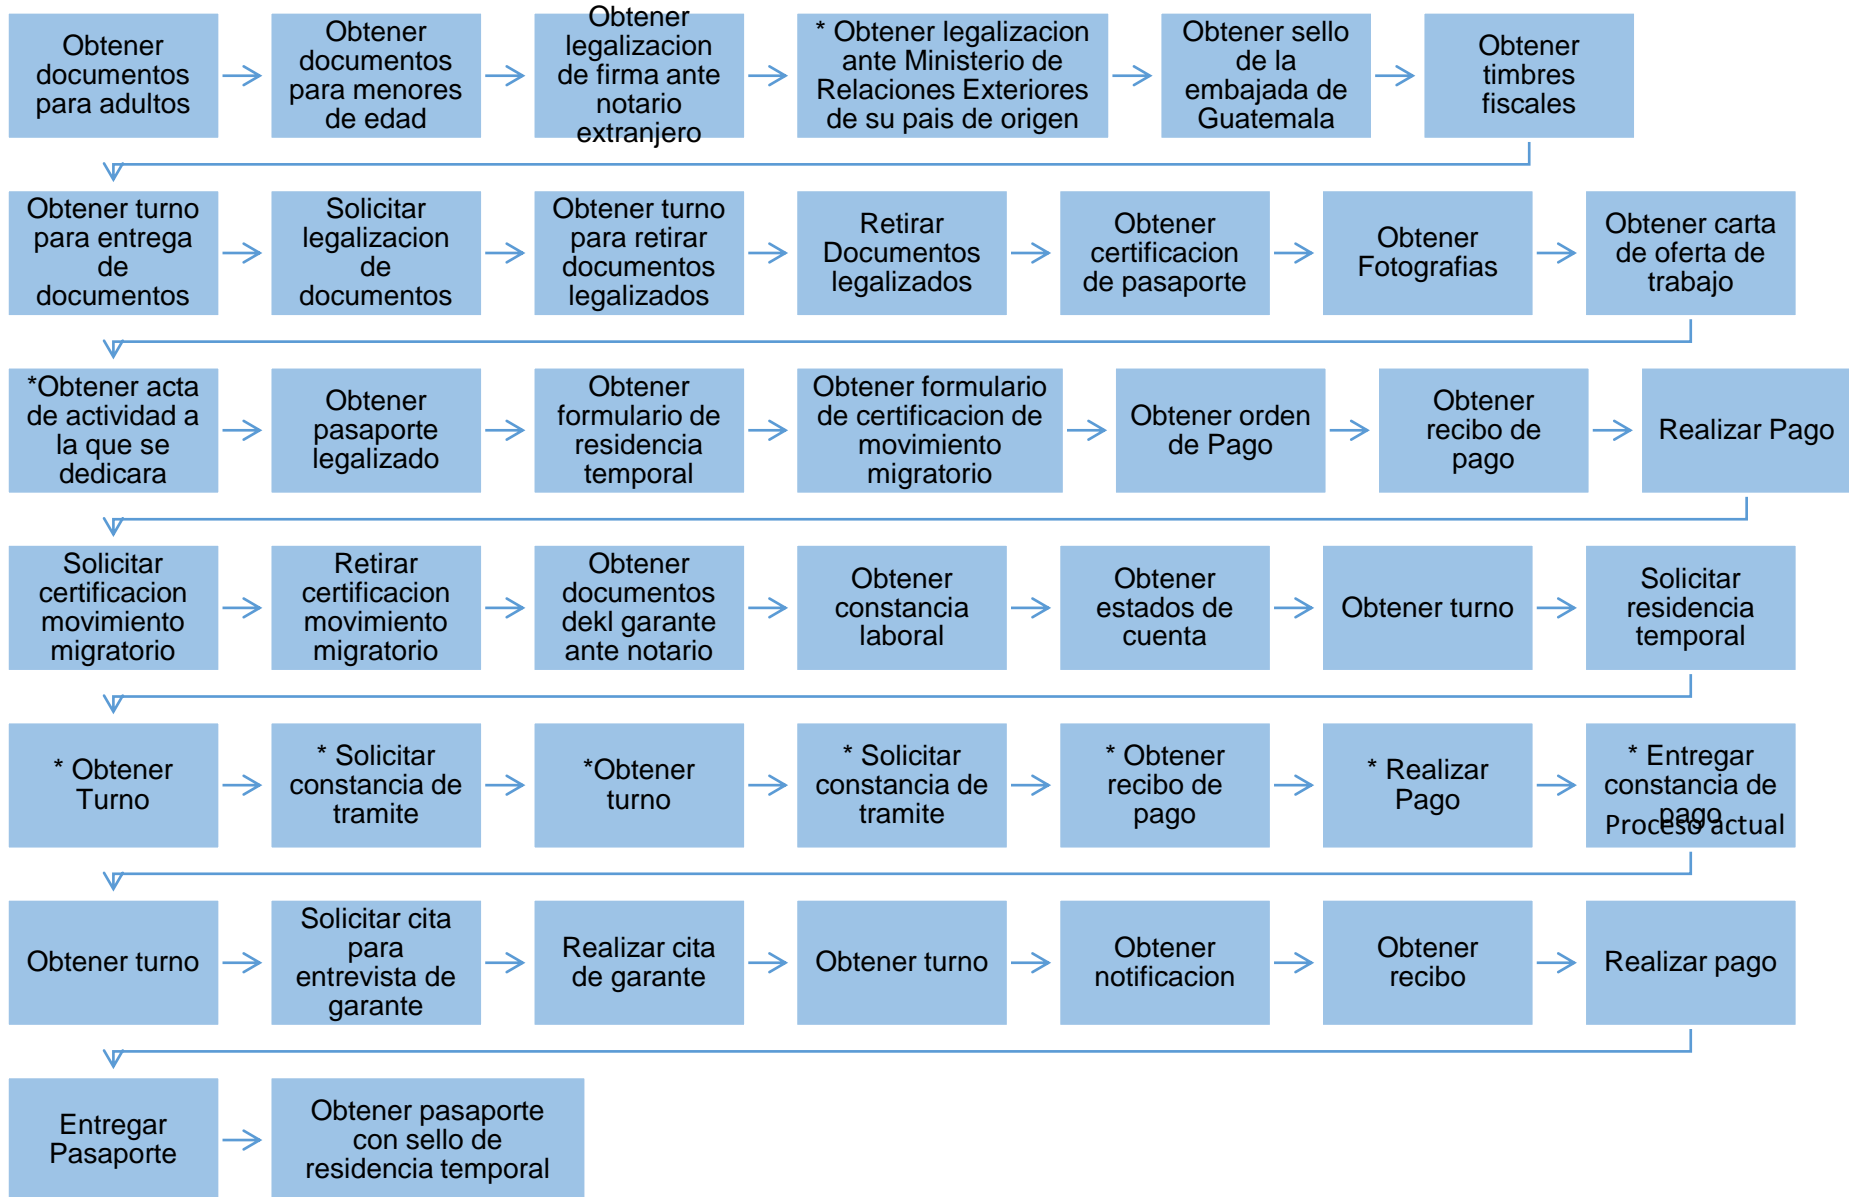 Obtener
documentos
para adultos
Obtener
documentos
para menores
de edad
Obtener
legalizacion
de firma ante
notario
extranjero
* Obtener legalizacion
ante Ministerio de
Relaciones Exteriores
de su pais de origen
Obtener sello
de la
embajada de
Guatemala
Obtener
timbres
fiscales
Obtener turno
para entrega
de
documentos
Solicitar
legalizacion
de
documentos
Obtener turno
para retirar
documentos
legalizados
Retirar
Documentos
legalizados
Obtener
certificacion
de pasaporte
Obtener
Fotografias
Obtener carta
de oferta de
trabajo
*Obtener acta
de actividad a
la que se
dedicara
Obtener
pasaporte
legalizado
Obtener
formulario de
residencia
temporal
Obtener formulario
de certificacion de
movimiento
migratorio
Obtener orden
de Pago
Obtener
recibo de
pago
Realizar Pago
Solicitar
certificacion
movimiento
migratorio
Retirar
certificacion
movimiento
migratorio
Obtener
documentos
dekl garante
ante notario
Obtener
constancia
laboral
Obtener
estados de
cuenta
Obtener turno
Solicitar
residencia
temporal
* Obtener
Turno
* Solicitar
constancia de
tramite
*Obtener
turno
* Solicitar
constancia de
tramite
* Obtener
recibo de
pago
* Realizar
Pago
* Entregar
constancia de
pago
Proceso actual
Obtener turno
Solicitar cita
para
entrevista de
garante
Realizar cita
de garante
Obtener turno
Obtener
notificacion
Obtener
recibo
Realizar pago
Entregar
Pasaporte
Obtener pasaporte
con sello de
residencia temporal